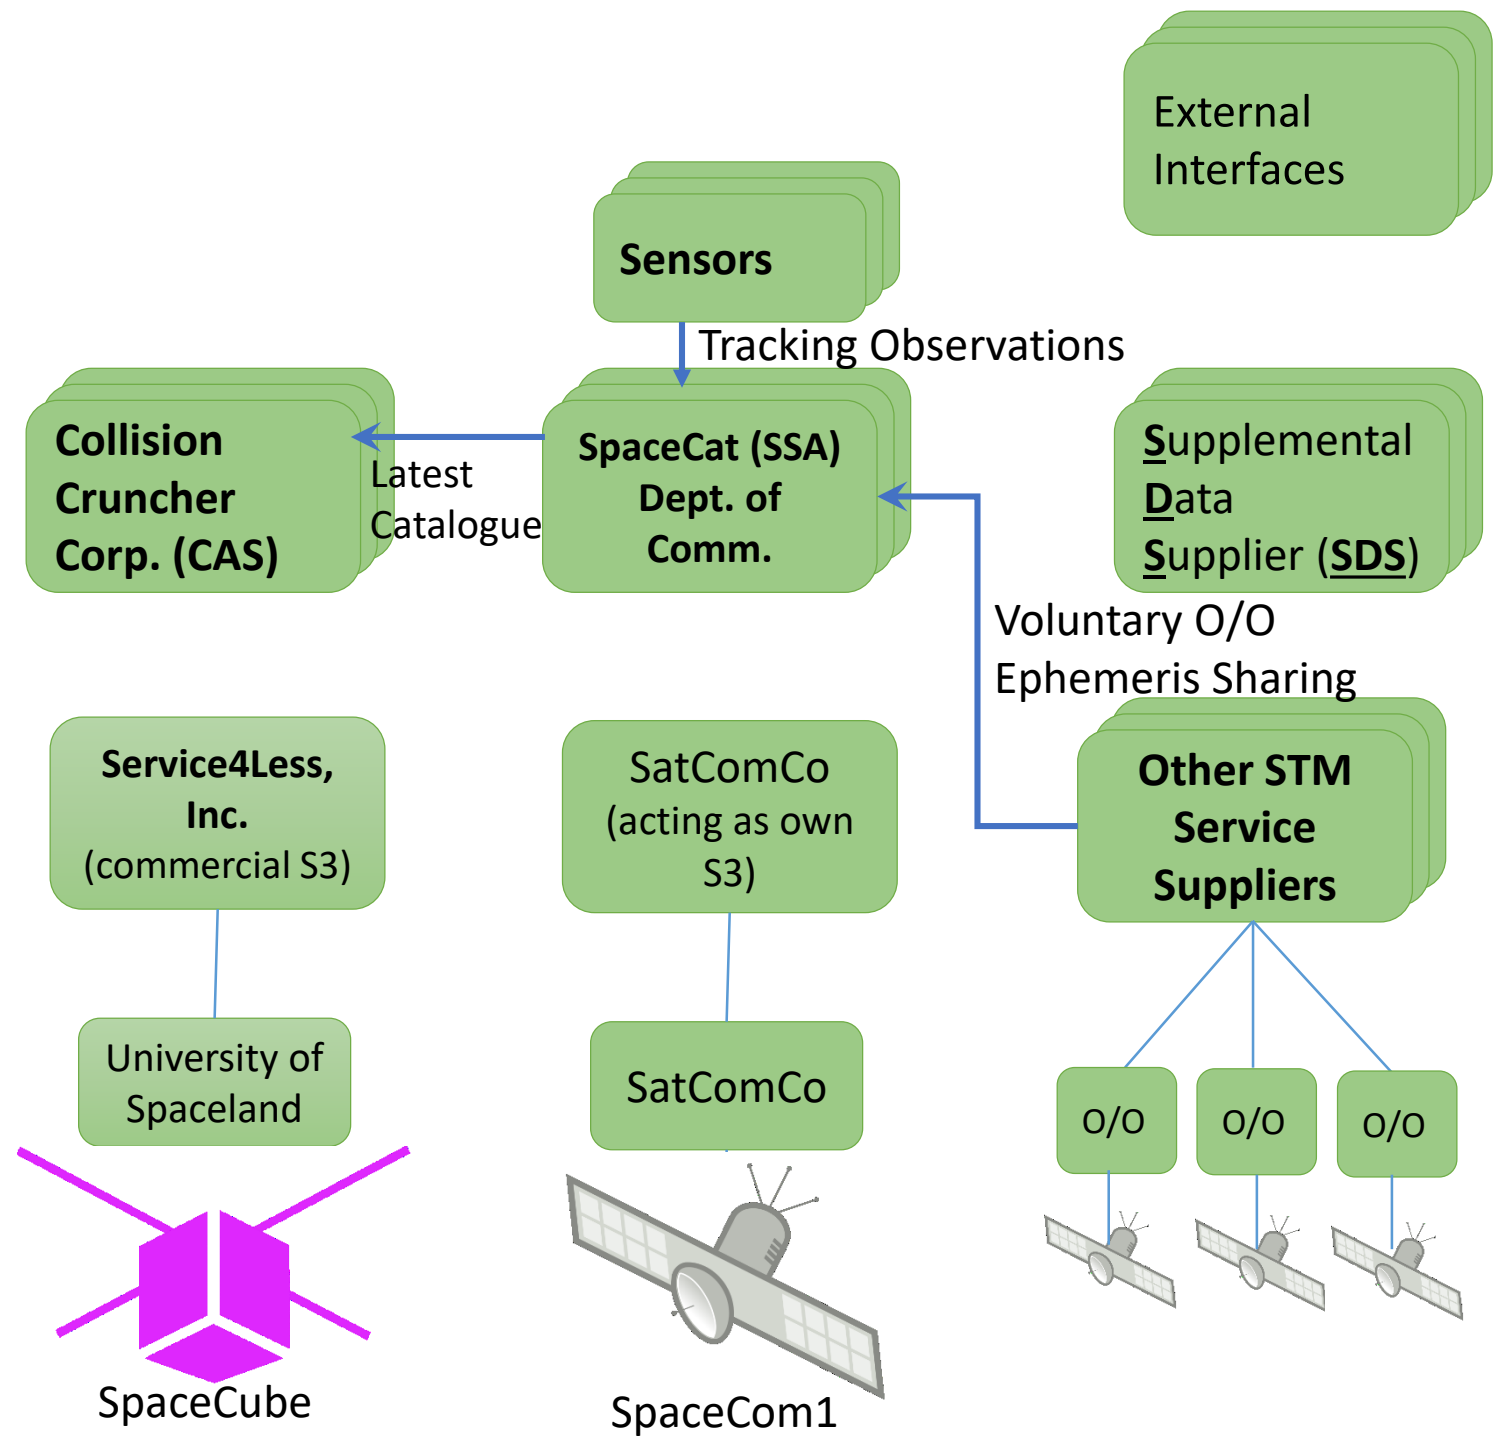 External
Interfaces
Sensors
Tracking Observations
Collision
Cruncher
Corp. (CAS)
Latest
Catalogue
SpaceCat (SSA)
Dept. of
Comm.
Supplemental
Data
Supplier (SDS)
Voluntary O/O
Ephemeris Sharing
Service4Less,
Inc.
(commercial S3)
SatComCo
(acting as own
S3)
Other STM
Service
Suppliers
University of
Spaceland
SatComCo
O/O
O/O
O/O
SpaceCube
SpaceCom1